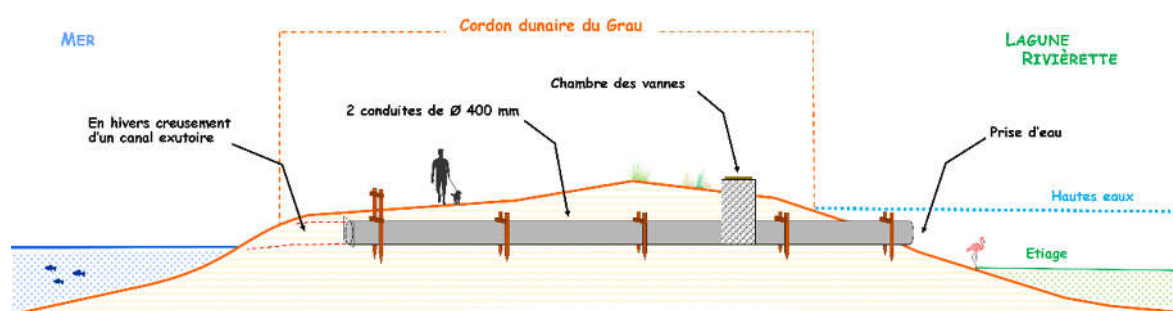 Cordon dunaire du Grau
MER
LAGUNE
RIVIÈRETTE
Chambre des vannes
2 conduites de Ø 400 mm
En hivers creusement
d'un canal exutoire
Prise d'eau
Hautes eaux
Etiage